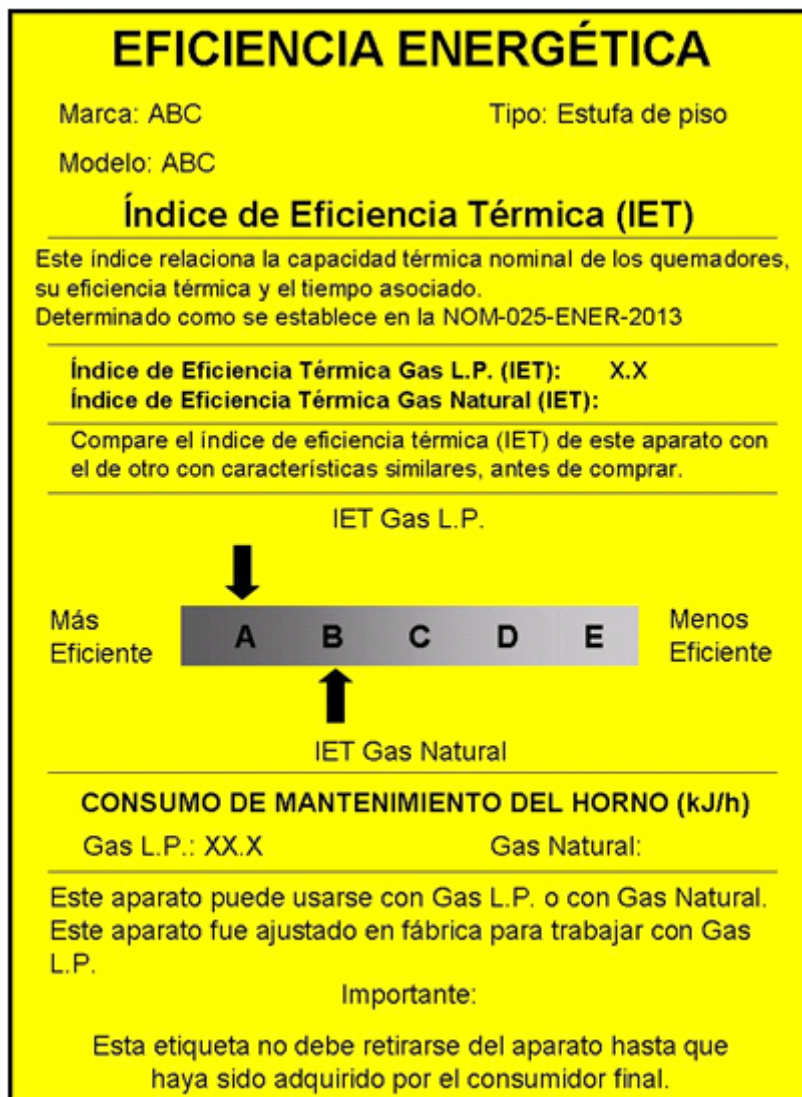 EFICIENCIA ENERGÉTICA
Marca: ABC Tipo: Estufa de piso
Modelo: ABC
Índice de Eficiencia Térmica (IET)
Este índice relaciona la capacidad térmica nominal de los quemadores,
su eficiencia térmica y el tiempo asociado.
Determinado como se establece en la NOM-025-ENER-2013
Índice de Eficiencia Térmica Gas L.P. (IET): X.X
Índice de Eficiencia Térmica Gas Natural (IET):
Compare el índice de eficiencia térmica (IET) de este aparato con
el de otro con características similares, antes de comprar.
IET Gas L.P.
Más
Eficiente
A B C D E
Menos
Eficiente
IET Gas Natural
CONSUMO DE MANTENIMIENTO DEL HORNO (kJ/h)
Gas L.P.: XX.X Gas Natural:
Este aparato puede usarse con Gas L.P. o con Gas Natural.
Este aparato fue ajustado en fábrica para trabajar con Gas
L.P.
Importante:
Esta etiqueta no debe retirarse del aparato hasta que
haya sido adquirido por el consumidor final.